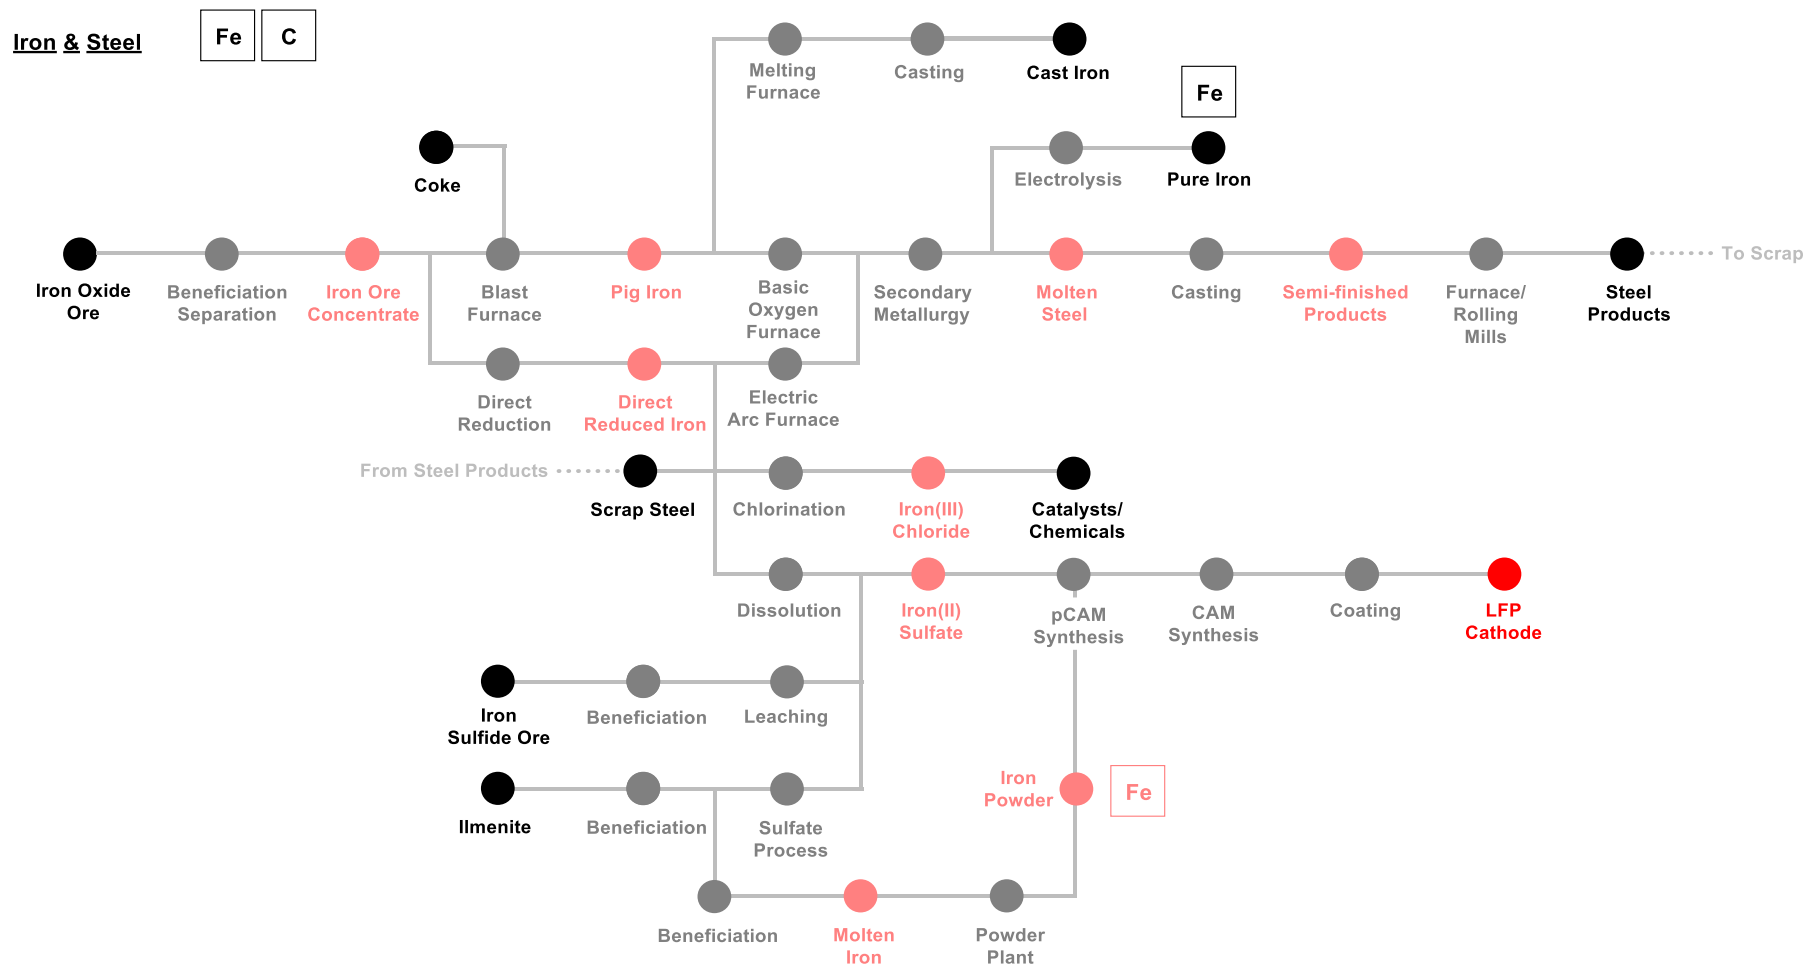 Iron & Steel
Fe
C
Melting
Furnace
Casting
Cast Iron
Fe
Coke
Electrolysis
Pure Iron
To Scrap
Iron Oxide
Ore
Beneficiation
Separation
Iron Ore
Concentrate
Blast
Furnace
Pig Iron
Basic
Oxygen
Furnace
Secondary
Metallurgy
Molten
Steel
Casting
Semi-finished
Products
Furnace/
Rolling
Mills
Steel
Products
Direct
Reduction
Direct
Reduced Iron
Electric
Arc Furnace
From Steel Products
Scrap Steel
Chlorination
Iron(III)
Chloride
Catalysts/
Chemicals
Dissolution
Iron(II)
Sulfate
pCAM
Synthesis
CAM
Synthesis
Coating
LFP
Cathode
Iron
Sulfide Ore
Beneficiation
Leaching
Iron
Powder
Fe
Ilmenite
Beneficiation
Sulfate
Process
Beneficiation
Molten
Iron
Powder
Plant